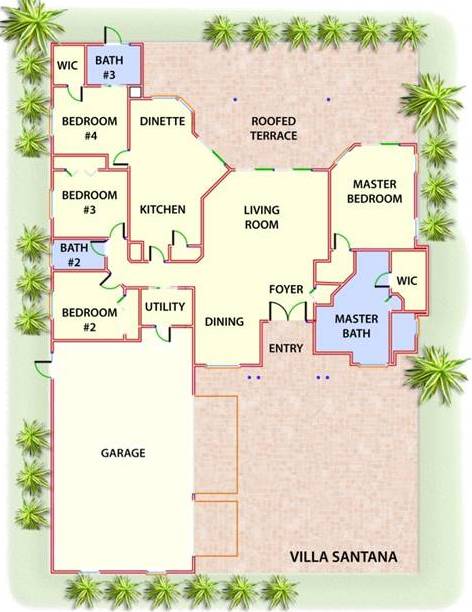 WIC
BATH
#3
BEDROOM
#4
DINETTE
ROOFED
TERRACE
BEDROOM
#3
KITCHEN
LIVING
ROOM
MASTER
BEDROOM
BATH
#2
WIC
FOYER
BEDROOM
#2
UTILITY
DINING
MASTER
BATH
ENTRY
GARAGE
VILLA SANTANA